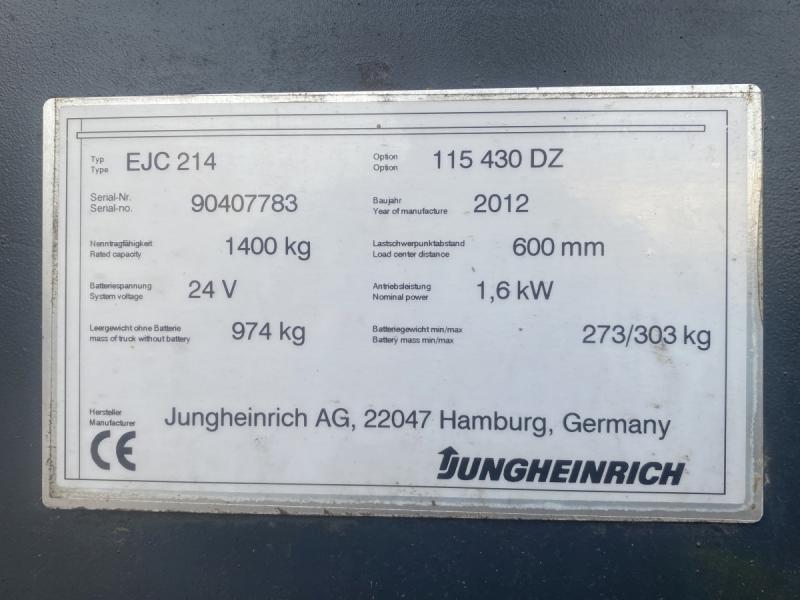 Typ EJC 214 Option 115 430 DZ
Type Option
Serial-Nr. 90407783 Baujahr 2012
Serial-no. Year of manufacture
Nenntragfähigkeit 1400 kg Lastschwerpunktabstand 600 mm
Rated capacity Load center distance
Batteriespannung 24 V Antriebsleistung 1,6 kW
System voltage Nominal power
Leergewicht ohne Batterie 974 kg Batteriegewicht min/max 273/303 kg
mass of truck without battery Battery mass min/max
Hersteller Jungheinrich AG, 22047 Hamburg, Germany
Manufacturer
CE JUNGHEINRICH